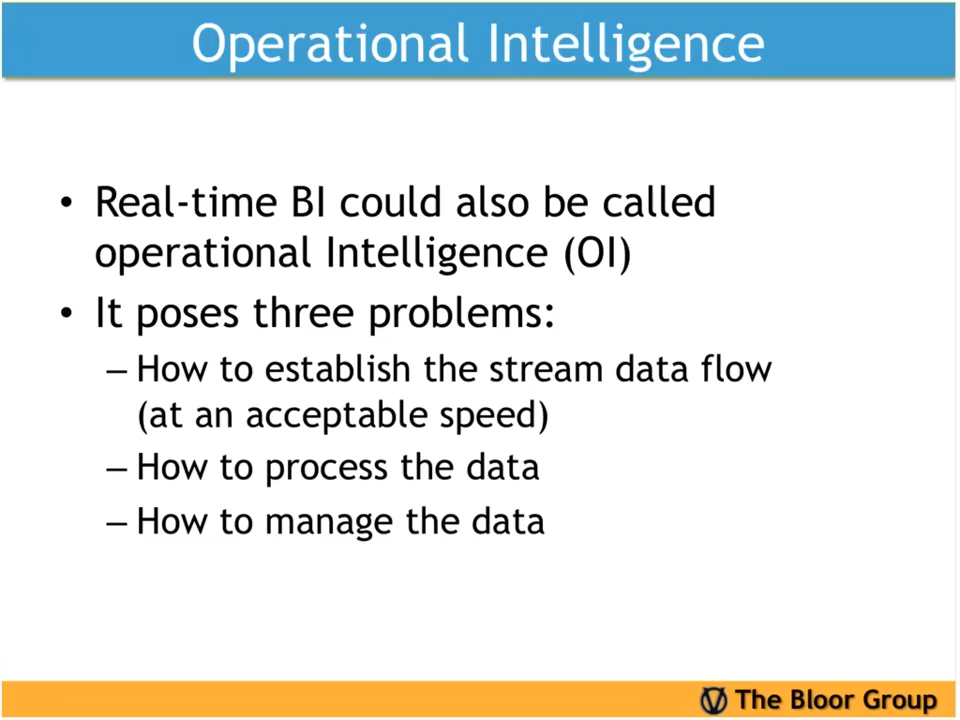 Operational Intelligence
• Real-time BI could also be called
operational Intelligence (OI)
• It poses three problems:
– How to establish the stream data flow
(at an acceptable speed)
– How to process the data
– How to manage the data
The Bloor Group